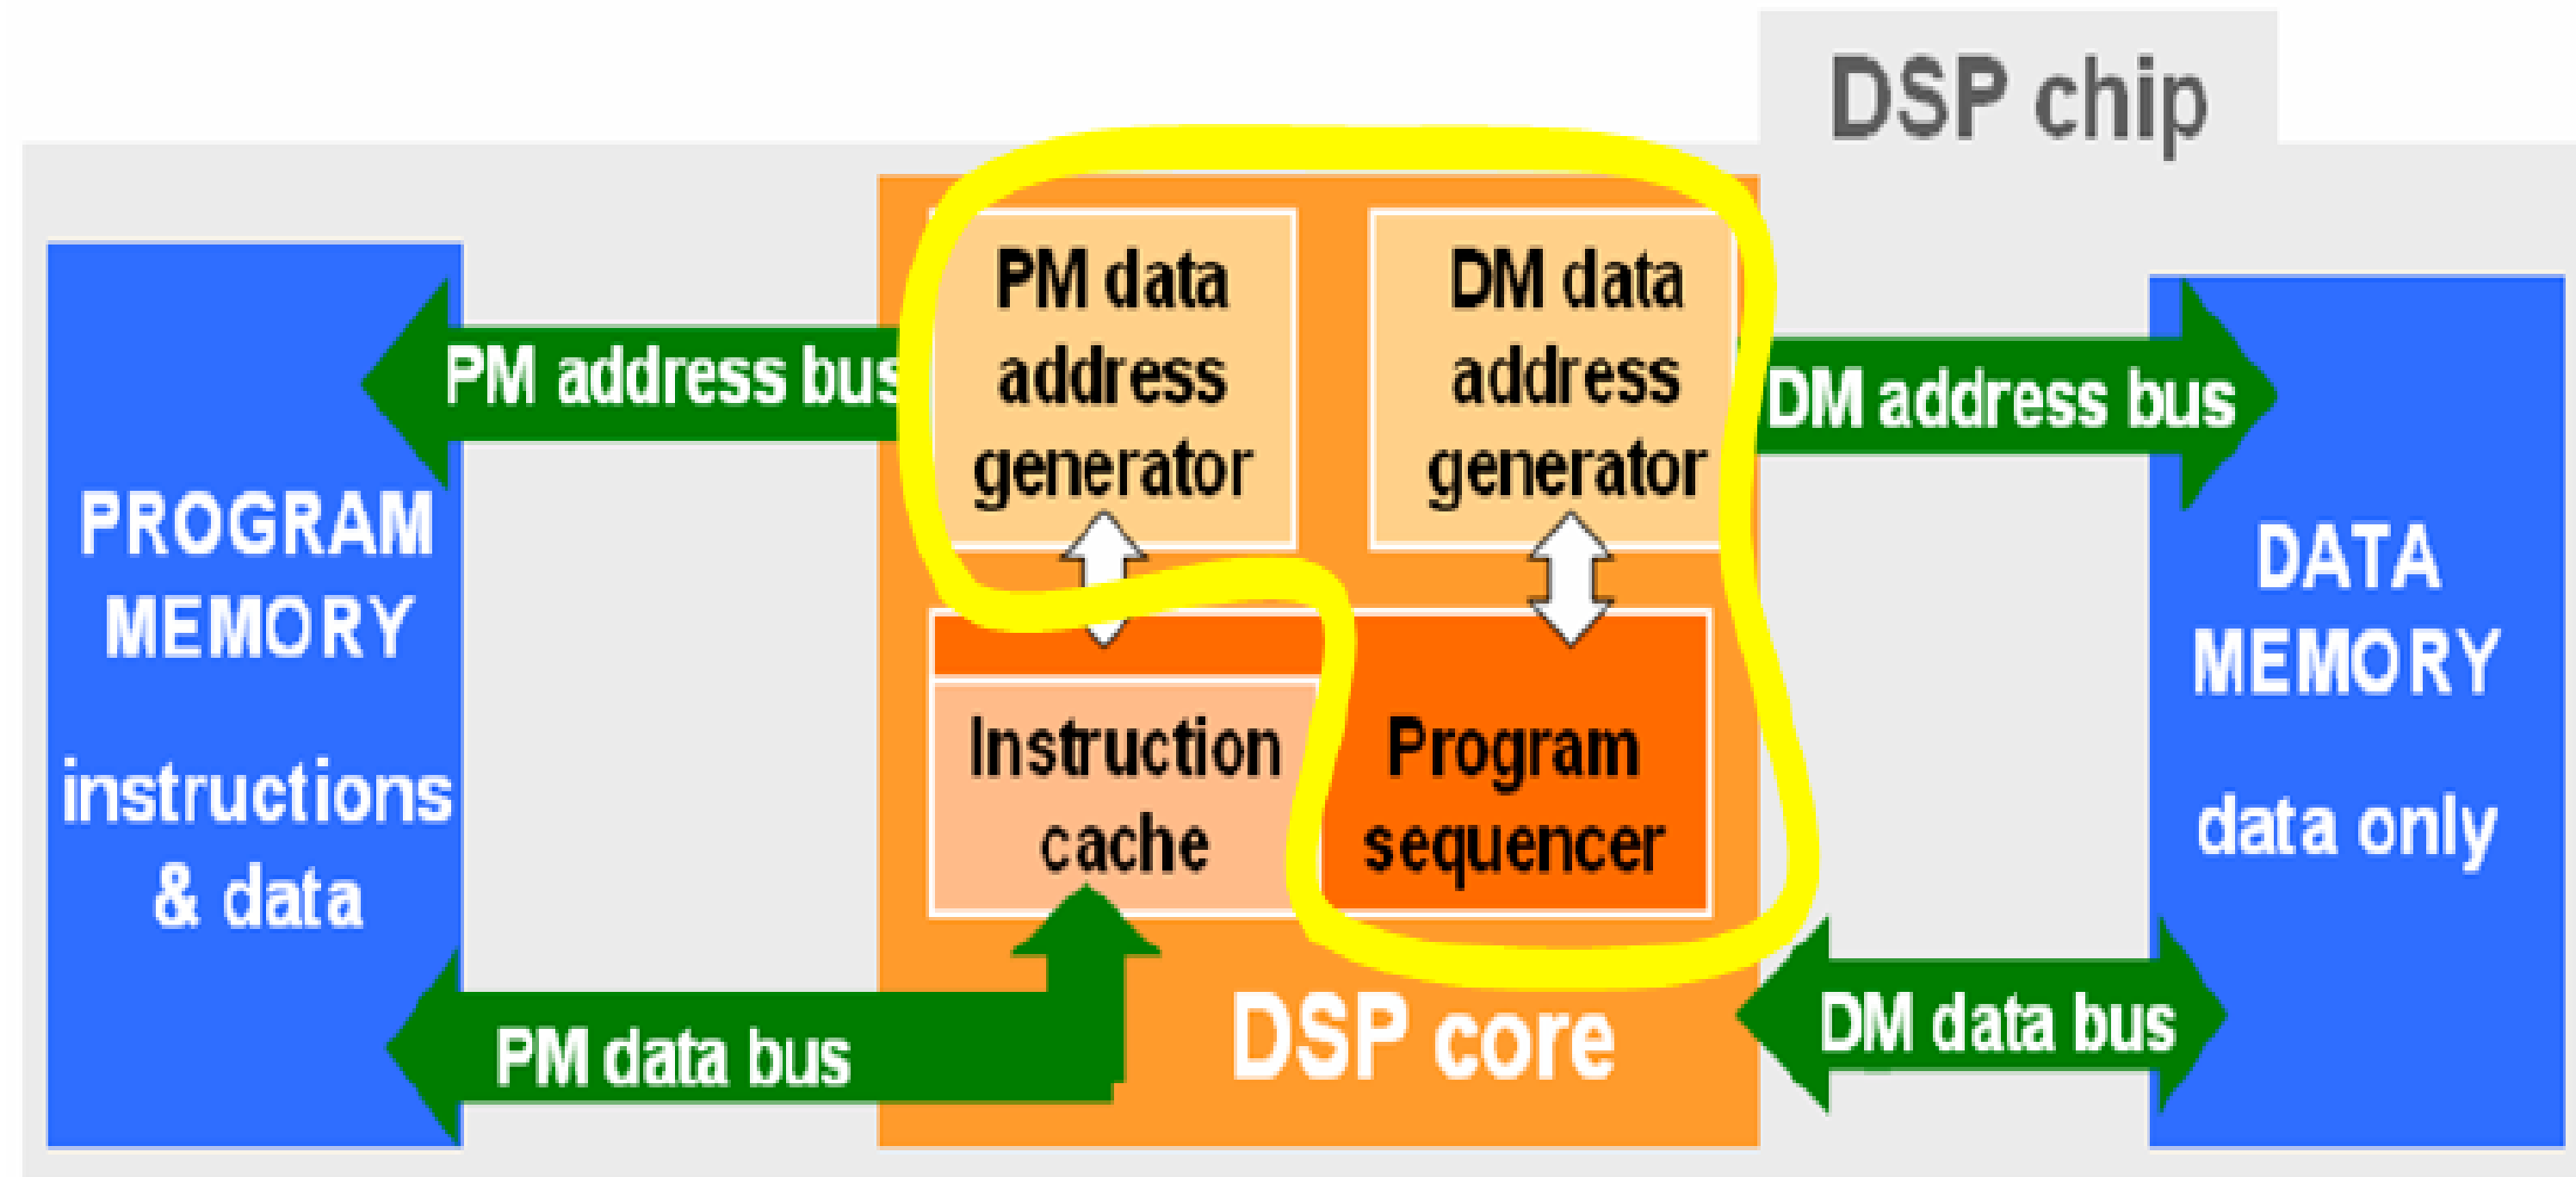 DSP chip
PM data
address
generator
DM data
address
generator
PM address bus
DM address bus
PROGRAM
MEMORY
instructions
& data
DATA
MEMORY
data only
Instruction
cache
Program
sequencer
DSP core
PM data bus
DM data bus